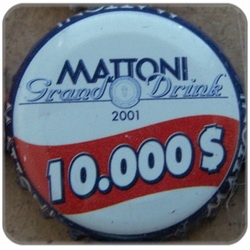 MATTONI
Grand Drink
2001
10.000 $